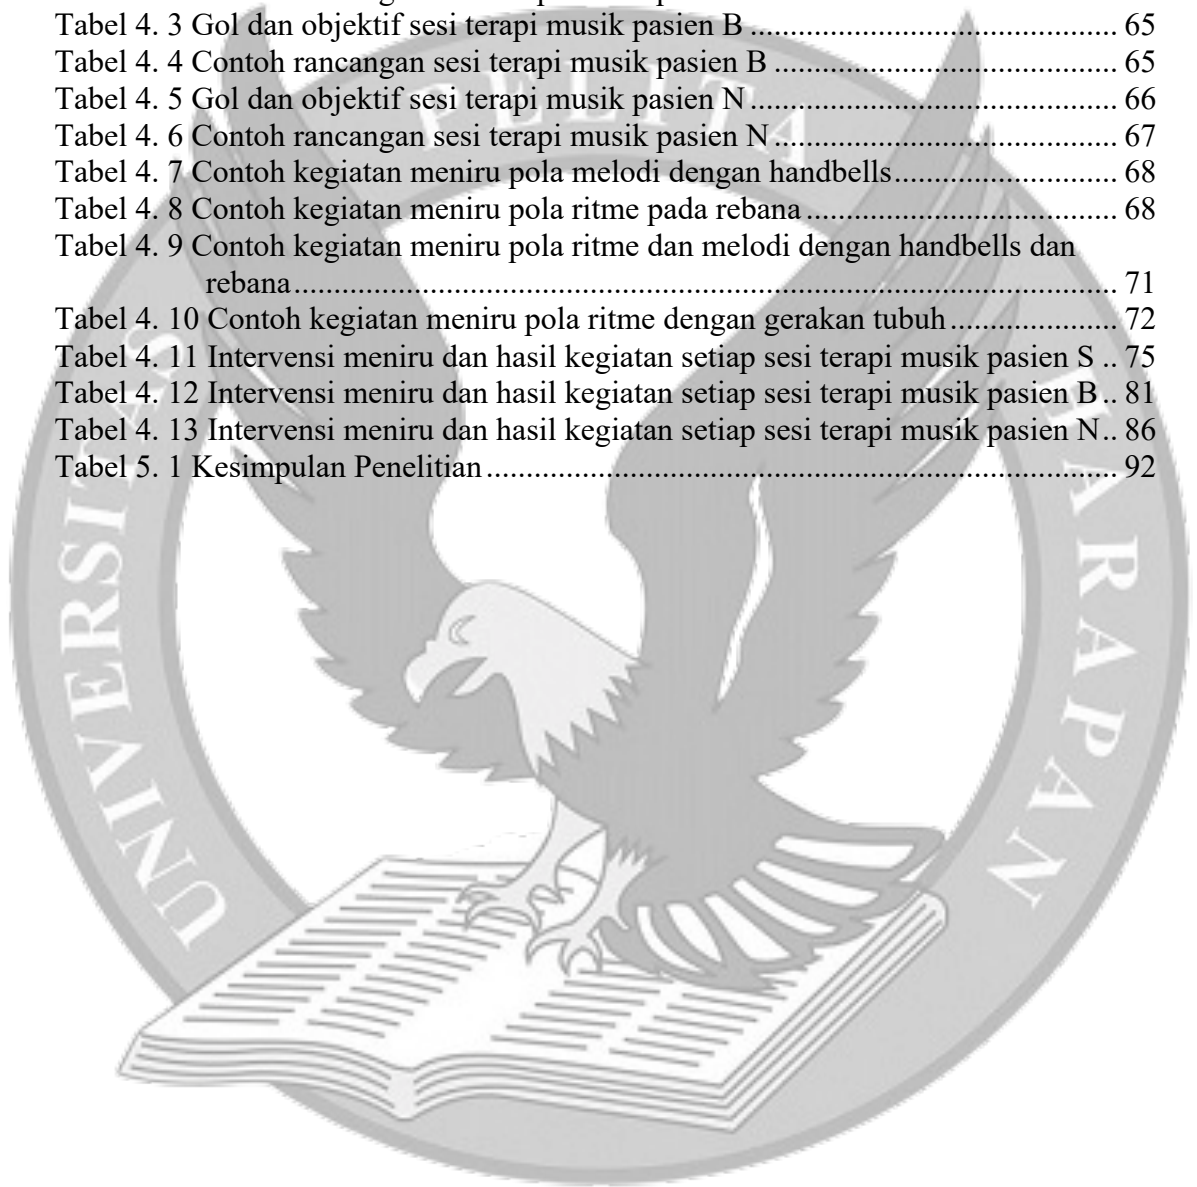 Tabel 4. 3 Gol dan objektif sesi terapi musik pasien B ........................................... 65
Tabel 4. 4 Contoh rancangan sesi terapi musik pasien B ........................................ 65
Tabel 4. 5 Gol dan objektif sesi terapi musik pasien N ........................................... 66
Tabel 4. 6 Contoh rancangan sesi terapi musik pasien N ........................................ 67
Tabel 4. 7 Contoh kegiatan meniru pola melodi dengan handbells ......................... 68
Tabel 4. 8 Contoh kegiatan meniru pola ritme pada rebana .................................... 68
Tabel 4. 9 Contoh kegiatan meniru pola ritme dan melodi dengan handbells dan
rebana ................................................................................................ 71
Tabel 4. 10 Contoh kegiatan meniru pola ritme dengan gerakan tubuh ................... 72
Tabel 4. 11 Intervensi meniru dan hasil kegiatan setiap sesi terapi musik pasien S .. 75
Tabel 4. 12 Intervensi meniru dan hasil kegiatan setiap sesi terapi musik pasien B .. 81
Tabel 4. 13 Intervensi meniru dan hasil kegiatan setiap sesi terapi musik pasien N .. 86
Tabel 5. 1 Kesimpulan Penelitian .......................................................................... 92
UNIVERSITAS
PELITA
HARAPAN